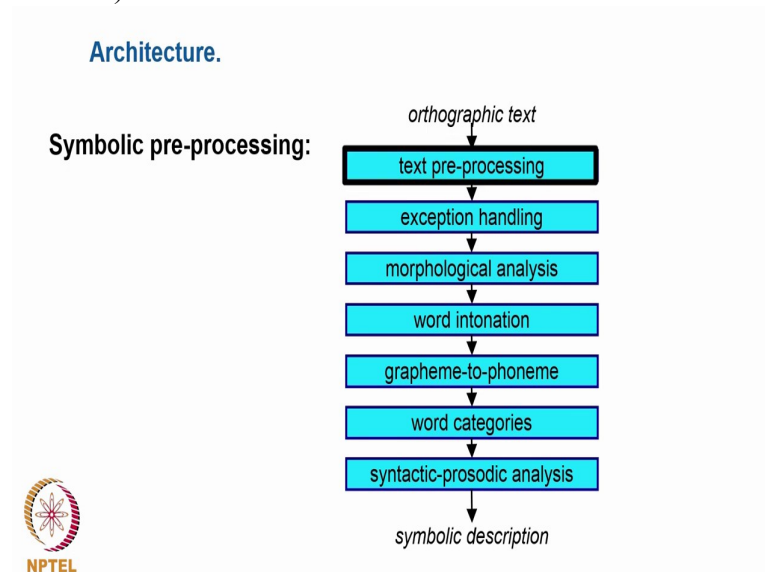 Architecture.
Symbolic pre-processing:
orthographic text
text pre-processing
exception handling
morphological analysis
word intonation
grapheme-to-phoneme
word categories
syntactic-prosodic analysis
symbolic description
NPTEL